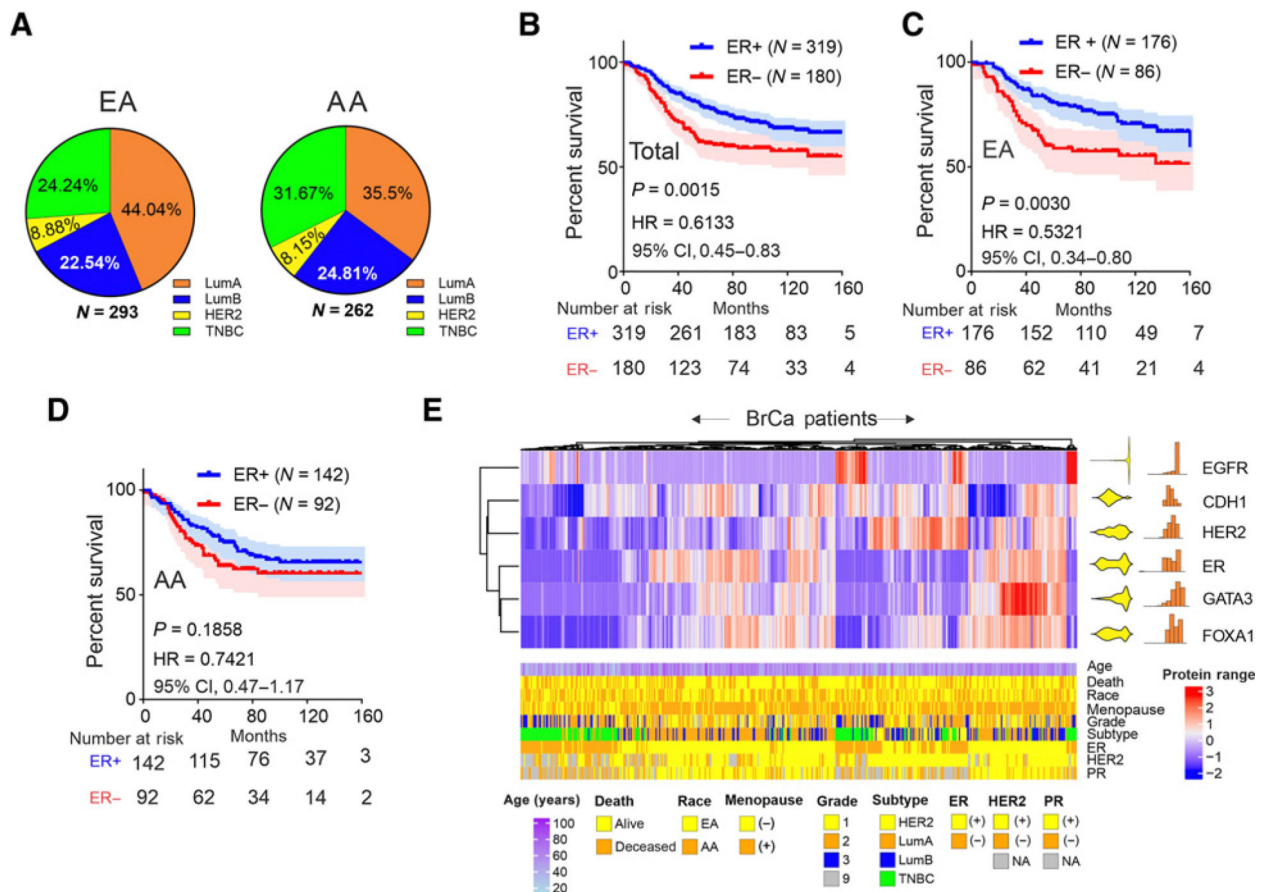 A
EA
AA
24.24%
44.04%
8.88%
22.54%
31.67%
35.5%
8.15%
24.81%
LumA
LumB
HER2
TNBC
N = 293
LumA
LumB
HER2
TNBC
N = 262
B
ER+ (N = 319)
ER− (N = 180)
Percent survival
100
50
0
Total
P = 0.0015
HR = 0.6133
95% CI, 0.45–0.83
0 40 80 120 160
Number at risk Months
ER+ 319 261 183 83 5
ER− 180 123 74 33 4
C
ER + (N = 176)
ER− (N = 86)
Percent survival
100
50
0
EA
P = 0.0030
HR = 0.5321
95% CI, 0.34–0.80
0 40 80 120 160
Number at risk Months
ER+ 176 152 110 49 7
ER− 86 62 41 21 4
D
ER+ (N = 142)
ER− (N = 92)
Percent survival
100
50
0
AA
P = 0.1858
HR = 0.7421
95% CI, 0.47–1.17
0 40 80 120 160
Number at risk Months
ER+ 142 115 76 37 3
ER− 92 62 34 14 2
E
BrCa patients
EGFR
CDH1
HER2
ER
GATA3
FOXA1
Age
Death
Race
Menopause
Grade
Subtype
ER
HER2
PR
Protein range
3
2
1
0
−1
−2
Age (years)
100
80
60
40
20
Death
Alive
Deceased
Race
EA
AA
Menopause
(−)
(+)
Grade
1
2
3
9
Subtype
HER2
LumA
LumB
TNBC
ER
(+)
(−)
HER2
(+)
(−)
NA
PR
(+)
(−)
NA